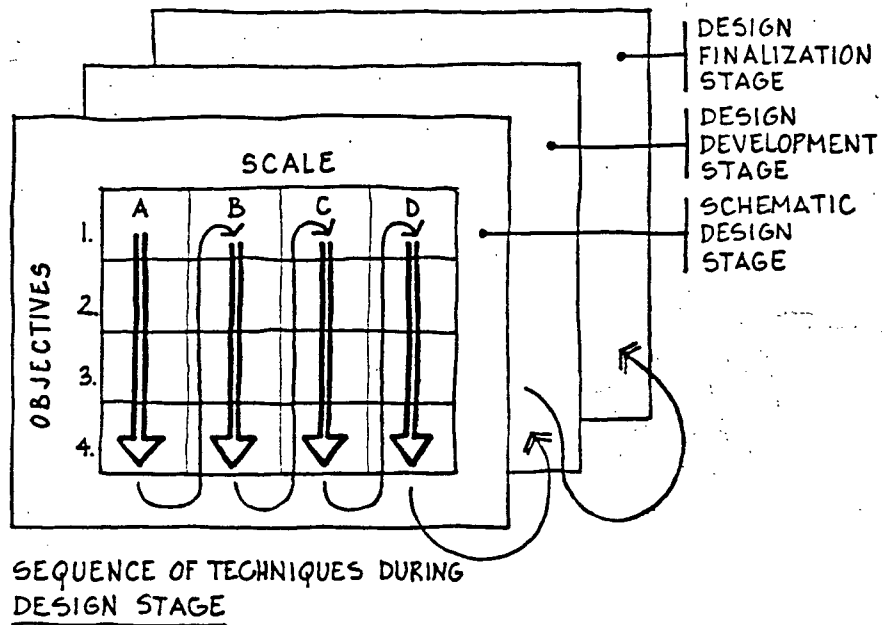 DESIGN
FINALIZATION
STAGE
DESIGN
DEVELOPMENT
STAGE
SCHEMATIC
DESIGN
STAGE
SCALE
A B C D
OBJECTIVES
1.
2.
3.
4.
SEQUENCE OF TECHNIQUES DURING
DESIGN STAGE